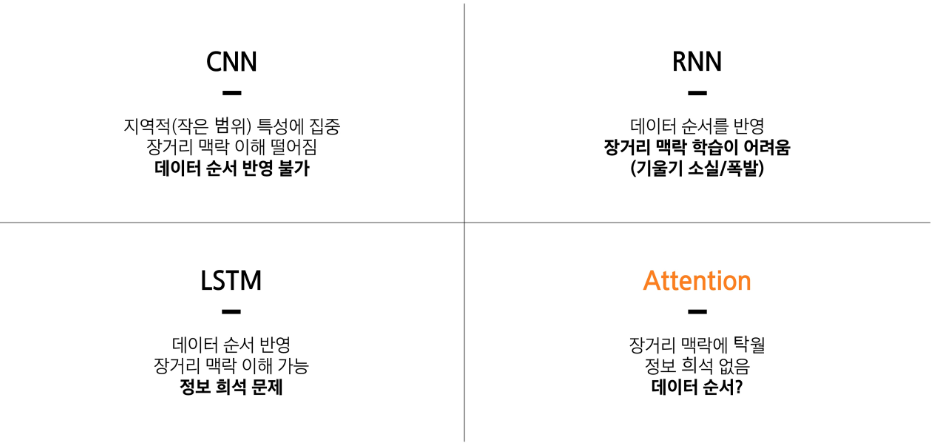 CNN
지역적(작은 범위) 특성에 집중
장거리 맥락 이해 떨어짐
데이터 순서 반영 불가
RNN
데이터 순서를 반영
장거리 맥락 학습이 어려움
(기울기 소실/폭발)
LSTM
데이터 순서 반영
장거리 맥락 이해 가능
정보 희석 문제
Attention
장거리 맥락에 탁월
정보 희석 없음
데이터 순서?